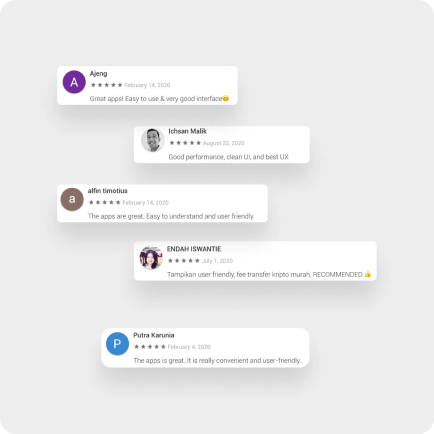 A
Ajeng
★★★★★ February 14, 2020
Great apps! Easy to use & very good interface😊
Ichsan Malik
★★★★★ August 22, 2020
Good performance, clean UI, and best UX
a
alfin timotius
★★★★★ February 14, 2020
The apps are great. Easy to understand and user friendly.
ENDAH ISWANTIE
★★★★★ July 1, 2020
Tampikan user friendly, fee transfer kripto murah, RECOMMENDED 👍
P
Putra Karunia
★★★★★ February 4, 2020
The apps is great..It is really convenient and user-friendly..